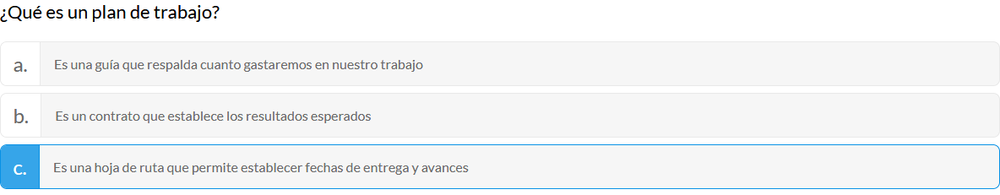 ¿Qué es un plan de trabajo?
a. Es una guía que respalda cuanto gastaremos en nuestro trabajo
b. Es un contrato que establece los resultados esperados
c. Es una hoja de ruta que permite establecer fechas de entrega y avances